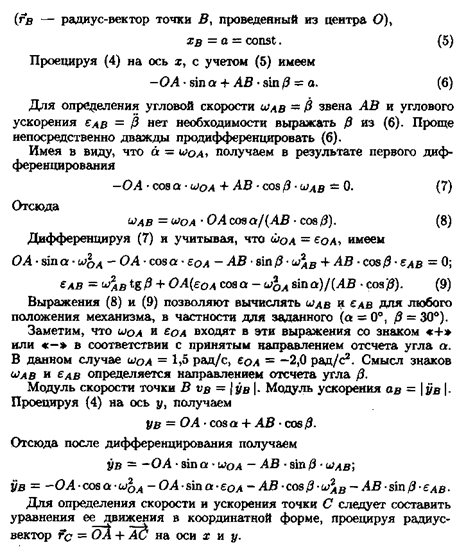 (r̄_B — радиус-вектор точки B, проведенный из центра O),
x_B = a = const. (5)
Проецируя (4) на ось x, с учетом (5) имеем
−OA · sin α + AB · sin β = a. (6)
Для определения угловой скорости ω_AB = β̇ звена AB и углового
ускорения ε_AB = β̈ нет необходимости выражать β из (6). Проще
непосредственно дважды продифференцировать (6).
Имея в виду, что α̇ = ω_OA, получаем в результате первого диф-
ференцирования
−OA · cos α · ω_OA + AB · cos β · ω_AB = 0. (7)
Отсюда
ω_AB = ω_OA · OA cos α/(AB · cos β). (8)
Дифференцируя (7) и учитывая, что ω̇_OA = ε_OA, имеем
OA · sin α · ω²_OA − OA · cos α · ε_OA − AB · sin β · ω²_AB + AB · cos β · ε_AB = 0;
ε_AB = ω²_AB tg β + OA(ε_OA cos α − ω²_OA sin α)/(AB · cos β). (9)
Выражения (8) и (9) позволяют вычислять ω_AB и ε_AB для любого
положения механизма, в частности для заданного (α = 0°, β = 30°).
Заметим, что ω_OA и ε_OA входят в эти выражения со знаком «+»
или «−» в соответствии с принятым направлением отсчета угла α.
В данном случае ω_OA = 1,5 рад/с, ε_OA = −2,0 рад/с². Смысл знаков
ω_AB и ε_AB определяется направлением отсчета угла β.
Модуль скорости точки B v_B = |ẏ_B|. Модуль ускорения a_B = |ÿ_B|.
Проецируя (4) на ось y, получаем
y_B = OA · cos α + AB · cos β.
Отсюда после дифференцирования получаем
ẏ_B = −OA · sin α · ω_OA − AB · sin β · ω_AB;
ÿ_B = −OA · cos α · ω²_OA − OA · sin α · ε_OA − AB · cos β · ω²_AB − AB · sin β · ε_AB.
Для определения скорости и ускорения точки C следует составить
уравнения ее движения в координатной форме, проецируя радиус-
вектор r̄_C = O͞A + A͞C на оси x и y.